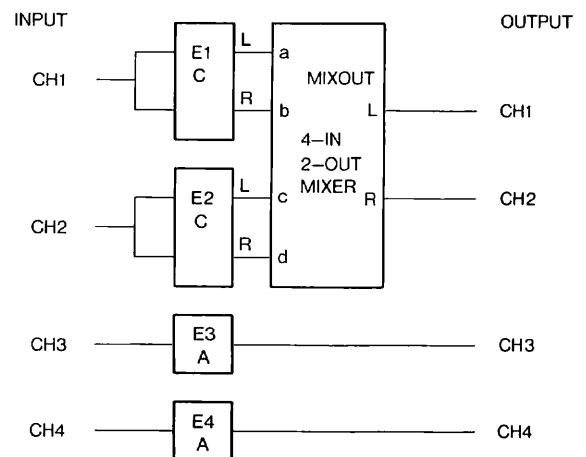 INPUT
OUTPUT
CH1
E1
C
L
R
a
b
MIXOUT
L
4–IN
2–OUT
MIXER
R
CH1
CH2
E2
C
L
R
c
d
CH2
CH3
E3
A
CH3
CH4
E4
A
CH4